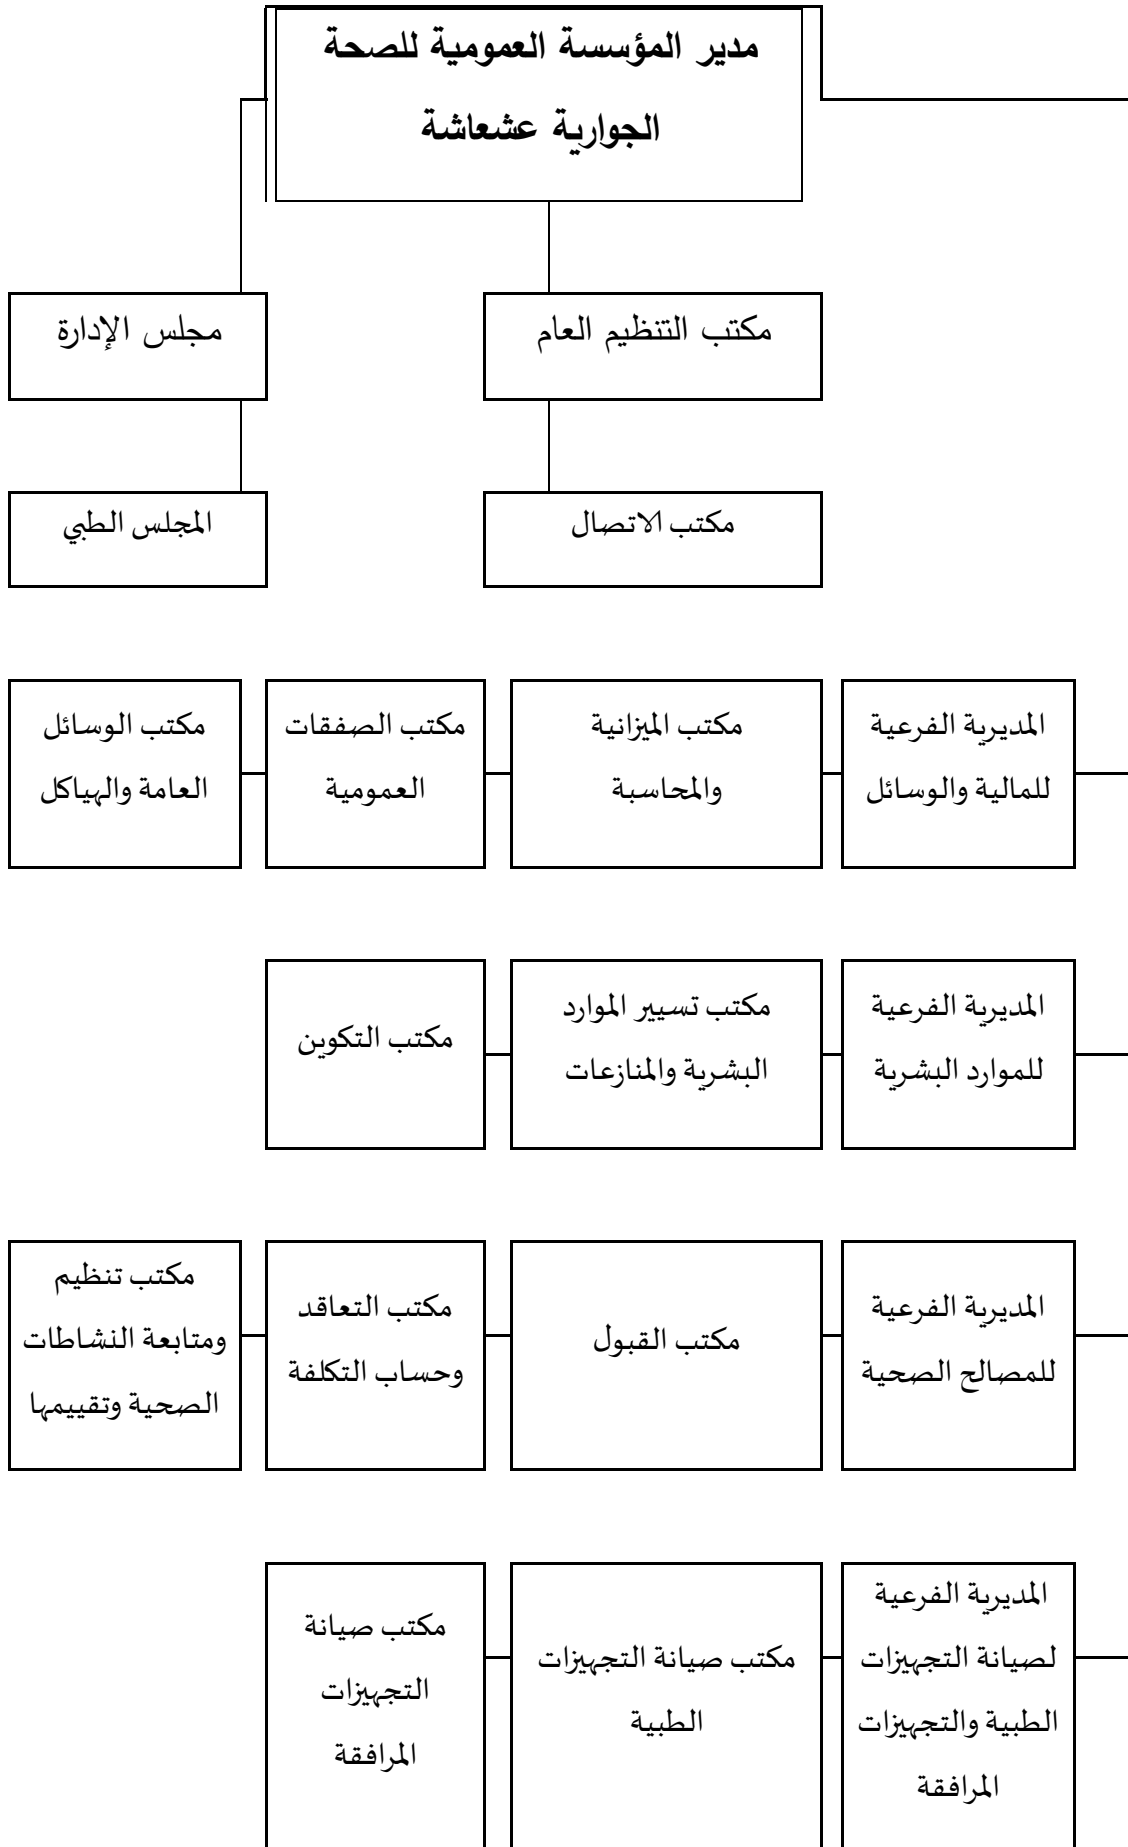 مدير المؤسسة العمومية للصحة
الجوارية عشعاشة
مكتب التنظيم العام
مجلس الإدارة
مكتب الاتصال
المجلس الطبي
المديرية الفرعية
للمالية والوسائل
مكتب الميزانية
والمحاسبة
مكتب الصفقات
العمومية
مكتب الوسائل
العامة والهياكل
المديرية الفرعية
للموارد البشرية
مكتب تسيير الموارد
البشرية والمنازعات
مكتب التكوين
المديرية الفرعية
للمصالح الصحية
مكتب القبول
مكتب التعاقد
وحساب التكلفة
مكتب تنظيم
ومتابعة النشاطات
الصحية وتقييمها
المديرية الفرعية
لصيانة التجهيزات
الطبية والتجهيزات
المرافقة
مكتب صيانة التجهيزات
الطبية
مكتب صيانة
التجهيزات
المرافقة